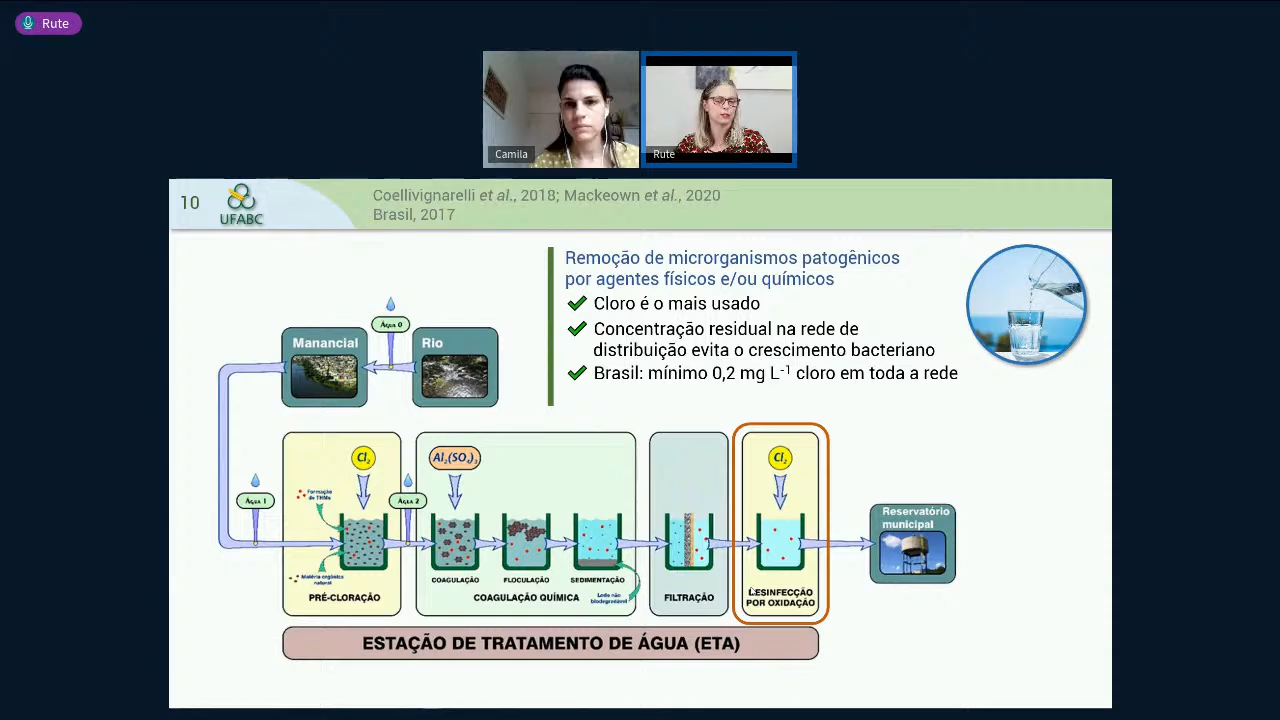 Rute
Camila
Rute
10
UFABC
Coellivignarelli et al., 2018; Mackeown et al., 2020
Brasil, 2017
Remoção de microrganismos patogênicos
por agentes físicos e/ou químicos
Cloro é o mais usado
Concentração residual na rede de
distribuição evita o crescimento bacteriano
Brasil: mínimo 0,2 mg L⁻¹ cloro em toda a rede
Água 0
Manancial
Rio
Cl₂
Al₂(SO₄)₃
Cl₂
Água 1
Formação
de THMs
Água 2
Matéria orgânica
natural
PRÉ-CLORAÇÃO
COAGULAÇÃO
FLOCULAÇÃO
SEDIMENTAÇÃO
COAGULAÇÃO QUÍMICA
Lodo não
biodegradável
FILTRAÇÃO
DESINFECÇÃO
POR OXIDAÇÃO
Reservatório
municipal
ESTAÇÃO DE TRATAMENTO DE ÁGUA (ETA)